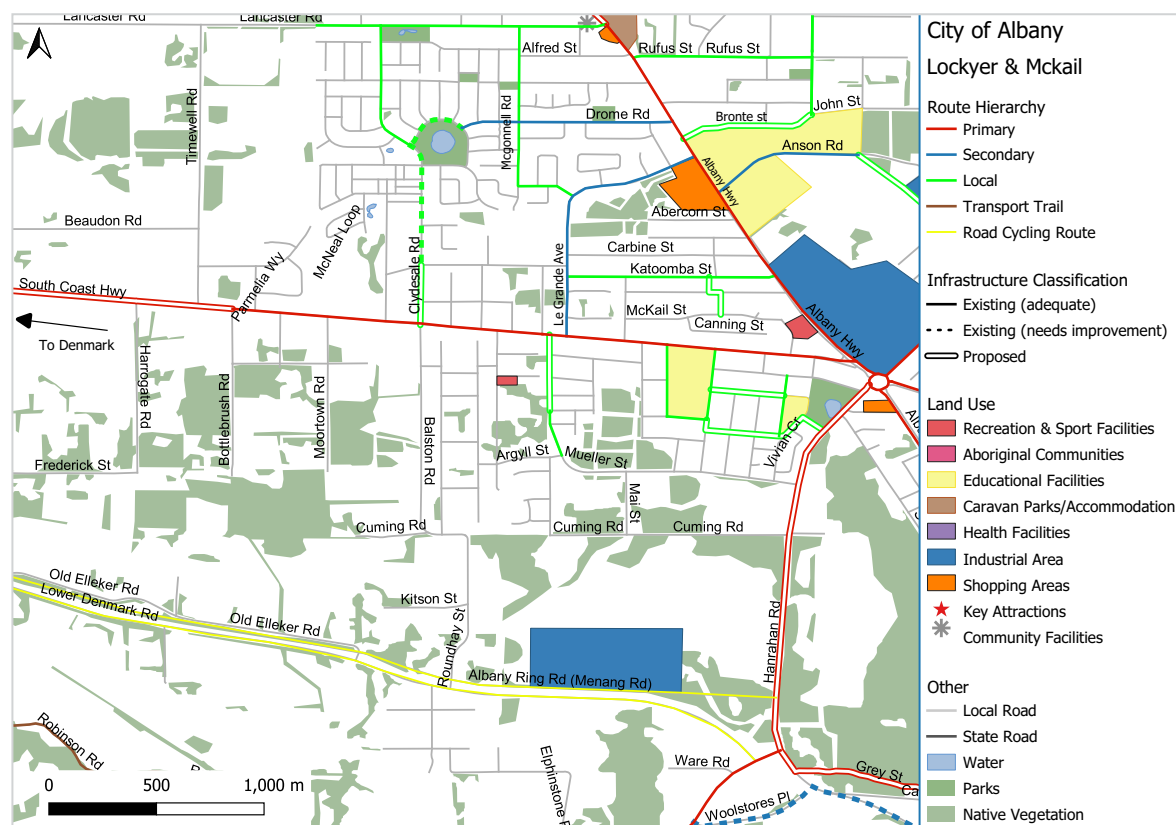 Lancaster Rd
Lancaster Rd
Alfred St
Rufus St
Rufus St
Timewell Rd
Mcgonnell Rd
Drome Rd
Bronte st
John St
Anson Rd
Albany Hwy
Beaudon Rd
McNeal Loop
Abercorn St
Parmelia Wy
Clydesdale Rd
Le Grande Ave
Carbine St
Katoomba St
South Coast Hwy
McKail St
Canning St
Albany Hwy
To Denmark
Harrogate Rd
Bottlebrush Rd
Moortown Rd
Balston Rd
Vivian Cr
Frederick St
Argyll St
Mueller St
Mai St
Cuming Rd
Cuming Rd
Cuming Rd
Old Elleker Rd
Lower Denmark Rd
Old Elleker Rd
Kitson St
Roundhay St
Hanrahan Rd
Albany Ring Rd (Menang Rd)
Robinson Rd
Elphinstone R
Ware Rd
Grey St
Ca
Woolstores Pl
0 500 1,000 m
City of Albany
Lockyer & Mckail
Route Hierarchy
Primary
Secondary
Local
Transport Trail
Road Cycling Route
Infrastructure Classification
Existing (adequate)
Existing (needs improvement)
Proposed
Land Use
Recreation & Sport Facilities
Aboriginal Communities
Educational Facilities
Caravan Parks/Accommodation
Health Facilities
Industrial Area
Shopping Areas
Key Attractions
Community Facilities
Other
Local Road
State Road
Water
Parks
Native Vegetation